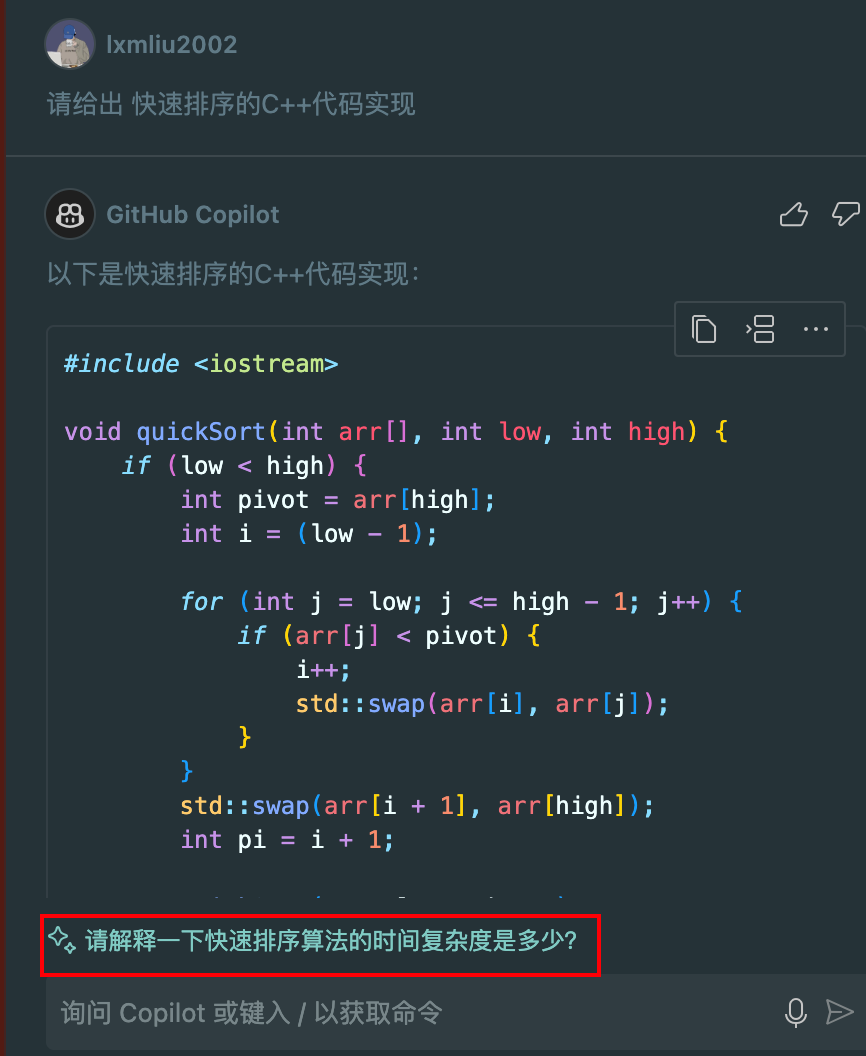 lxmliu2002
请给出 快速排序的C++代码实现
GitHub Copilot
以下是快速排序的C++代码实现：
#include <iostream>
void quickSort(int arr[], int low, int high) {
if (low < high) {
int pivot = arr[high];
int i = (low - 1);
for (int j = low; j <= high - 1; j++) {
if (arr[j] < pivot) {
i++;
std::swap(arr[i], arr[j]);
}
}
std::swap(arr[i + 1], arr[high]);
int pi = i + 1;
请解释一下快速排序算法的时间复杂度是多少?
询问 Copilot 或键入 / 以获取命令